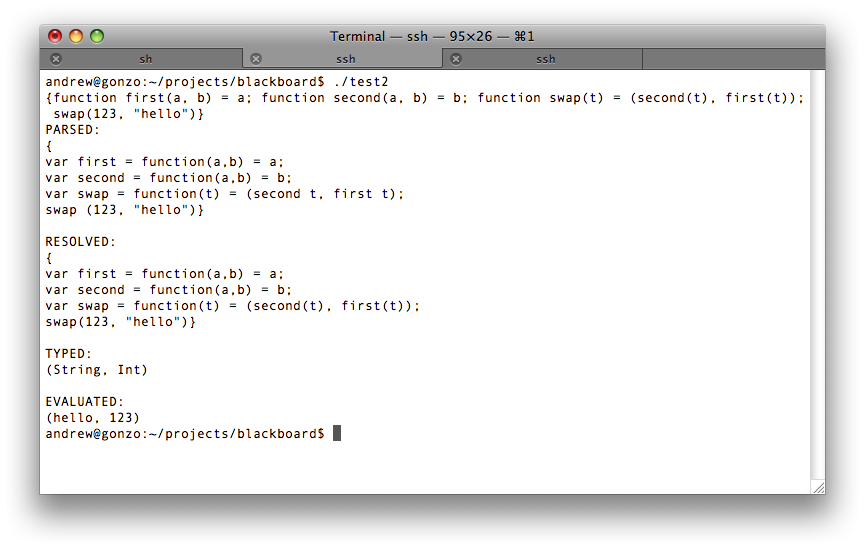 Terminal — ssh — 95×26 — ⌘1
sh ssh ssh
andrew@gonzo:~/projects/blackboard$ ./test2
{function first(a, b) = a; function second(a, b) = b; function swap(t) = (second(t), first(t));
 swap(123, "hello")}
PARSED:
{
var first = function(a,b) = a;
var second = function(a,b) = b;
var swap = function(t) = (second t, first t);
swap (123, "hello")}

RESOLVED:
{
var first = function(a,b) = a;
var second = function(a,b) = b;
var swap = function(t) = (second(t), first(t));
swap(123, "hello")}

TYPED:
(String, Int)

EVALUATED:
(hello, 123)
andrew@gonzo:~/projects/blackboard$